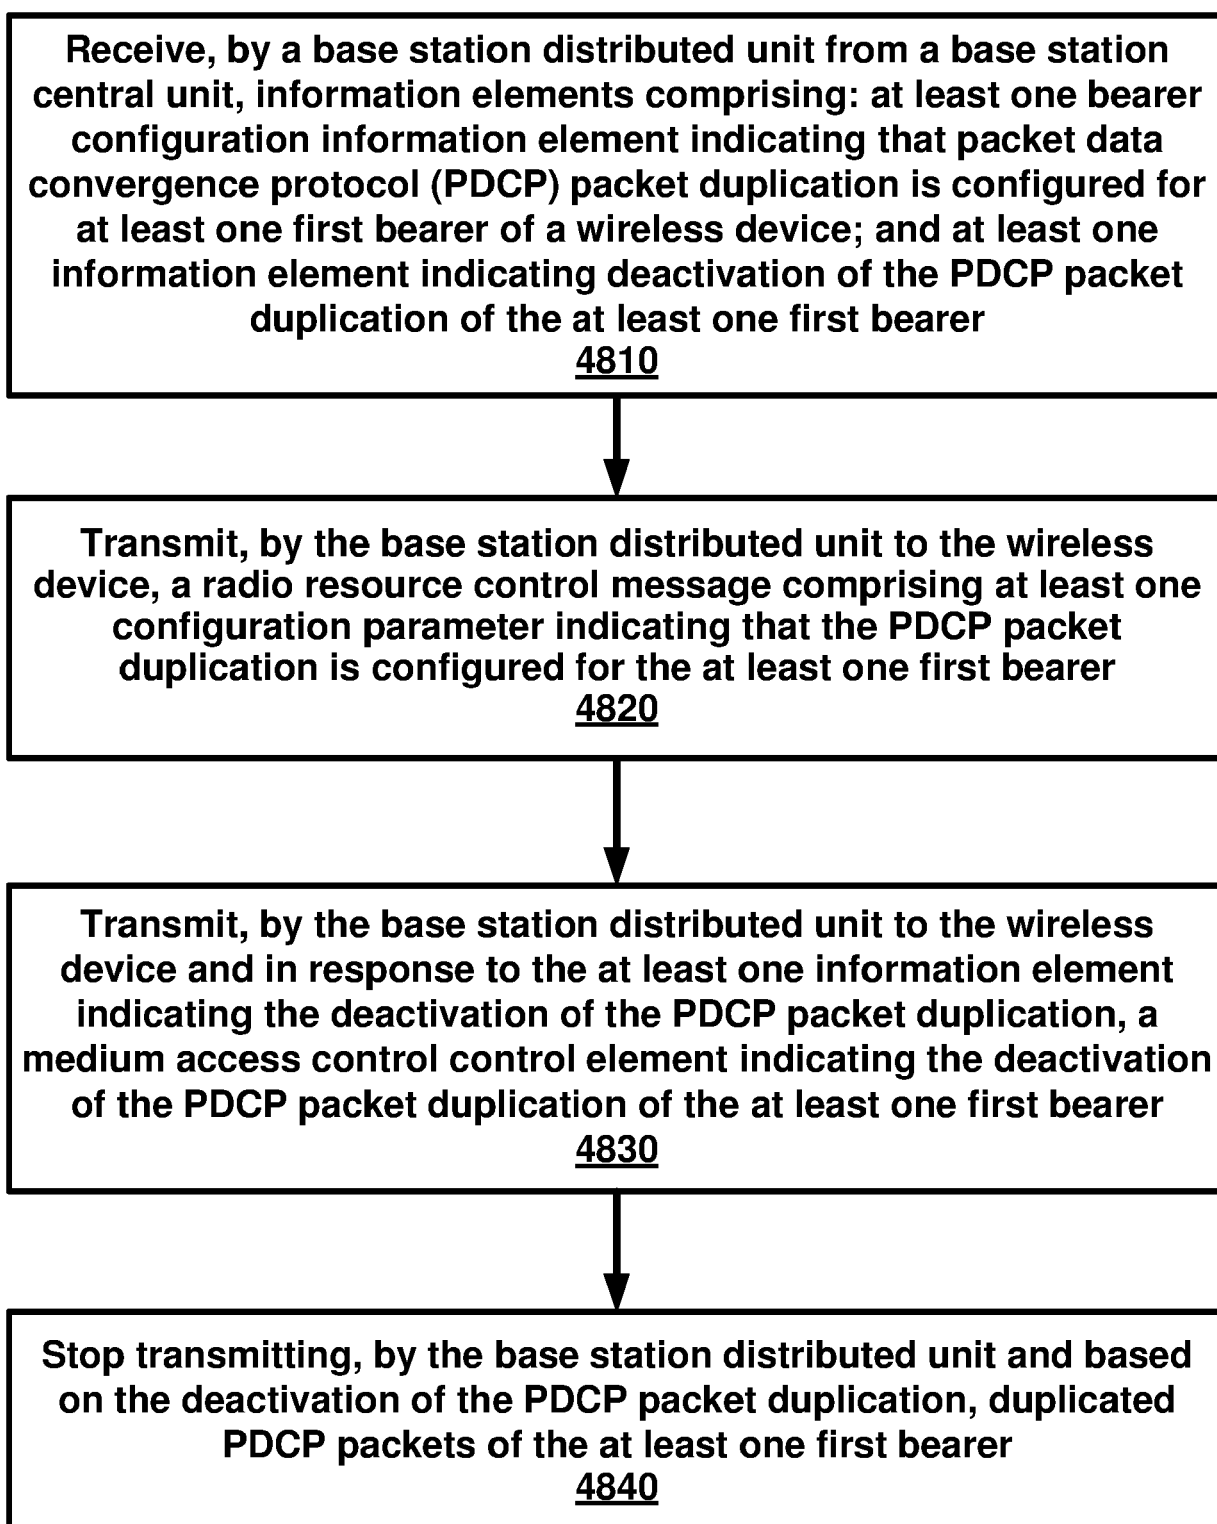 Receive, by a base station distributed unit from a base station
central unit, information elements comprising: at least one bearer
configuration information element indicating that packet data
convergence protocol (PDCP) packet duplication is configured for
at least one first bearer of a wireless device; and at least one
information element indicating deactivation of the PDCP packet
duplication of the at least one first bearer
4810
Transmit, by the base station distributed unit to the wireless
device, a radio resource control message comprising at least one
configuration parameter indicating that the PDCP packet
duplication is configured for the at least one first bearer
4820
Transmit, by the base station distributed unit to the wireless
device and in response to the at least one information element
indicating the deactivation of the PDCP packet duplication, a
medium access control control element indicating the deactivation
of the PDCP packet duplication of the at least one first bearer
4830
Stop transmitting, by the base station distributed unit and based
on the deactivation of the PDCP packet duplication, duplicated
PDCP packets of the at least one first bearer
4840